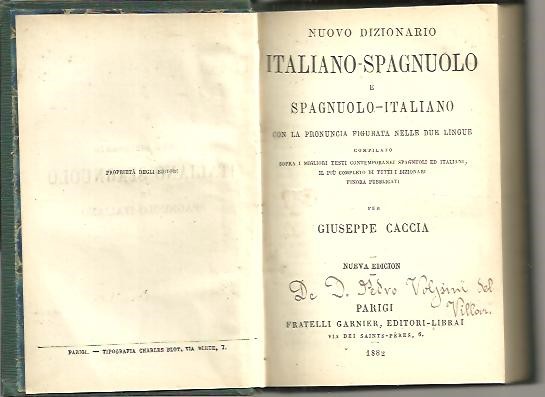 PROPRIETÀ DEGLI EDITORI
PARIGI. — TIPOGRAFIA CHARLES BLOT, VIA BLEUE, 7.
NUOVO DIZIONARIO
ITALIANO-SPAGNUOLO
E
SPAGNUOLO-ITALIANO
CON LA PRONUNCIA FIGURATA NELLE DUE LINGUE
COMPILATO
SOPRA I MIGLIORI TESTI CONTEMPORANEI SPAGNUOLI ED ITALIANI,
IL PIÙ COMPLETO DI TUTTI I DIZIONARI
FINORA PUBBLICATI
PER
GIUSEPPE CACCIA
NUEVA EDICION
De D. Pedro Volpini del
Villar.
PARIGI
FRATELLI GARNIER, EDITORI-LIBRAI
VIA DEI SAINTS-PÈRES, 6.
1882